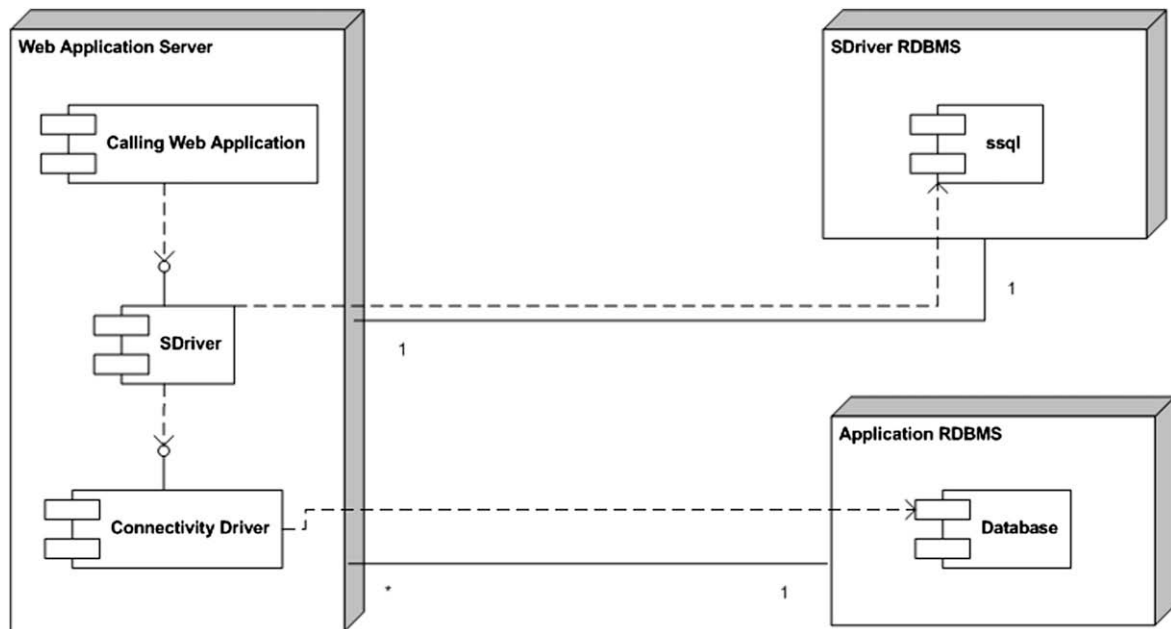 Web Application Server
Calling Web Application
SDriver
Connectivity Driver
SDriver RDBMS
ssql
1
1
Application RDBMS
Database
*
1